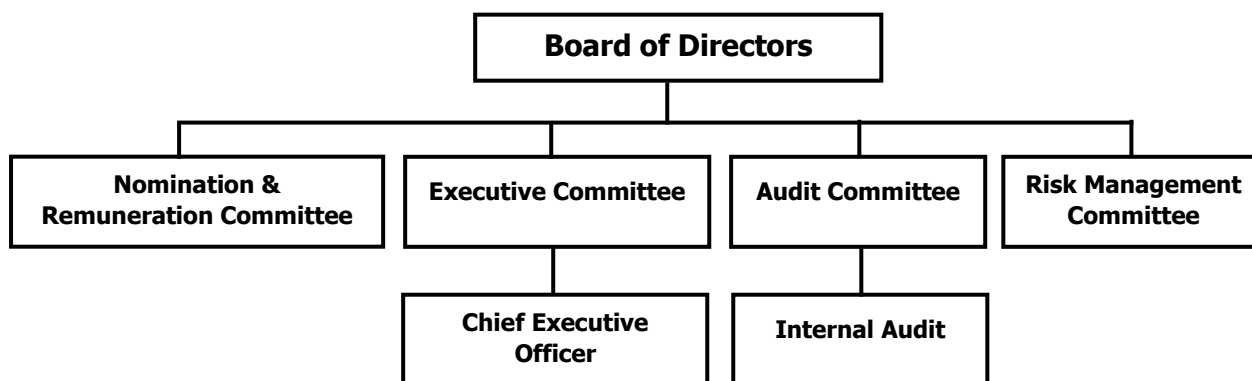 Board of Directors
Nomination &
Remuneration Committee
Executive Committee
Audit Committee
Risk Management
Committee
Chief Executive
Officer
Internal Audit